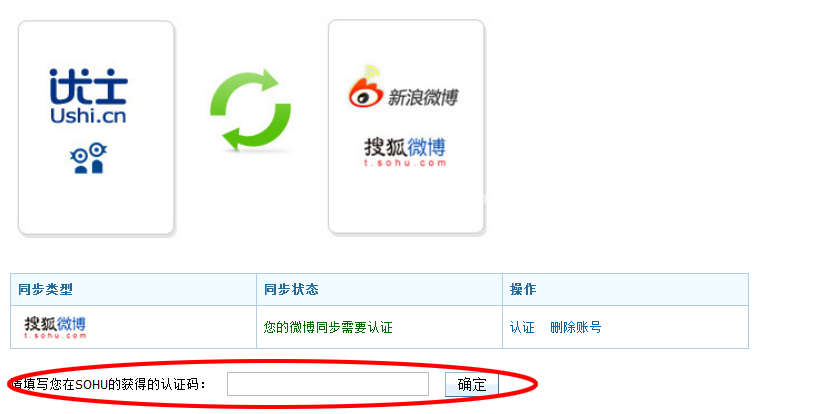 优士
Ushi.cn
新浪微博
搜狐微博
t.sohu.com
同步类型 同步状态 操作
搜狐微博
t.sohu.com
您的微博同步需要认证 认证 删除账号
请填写您在SOHU的获得的认证码： 确定